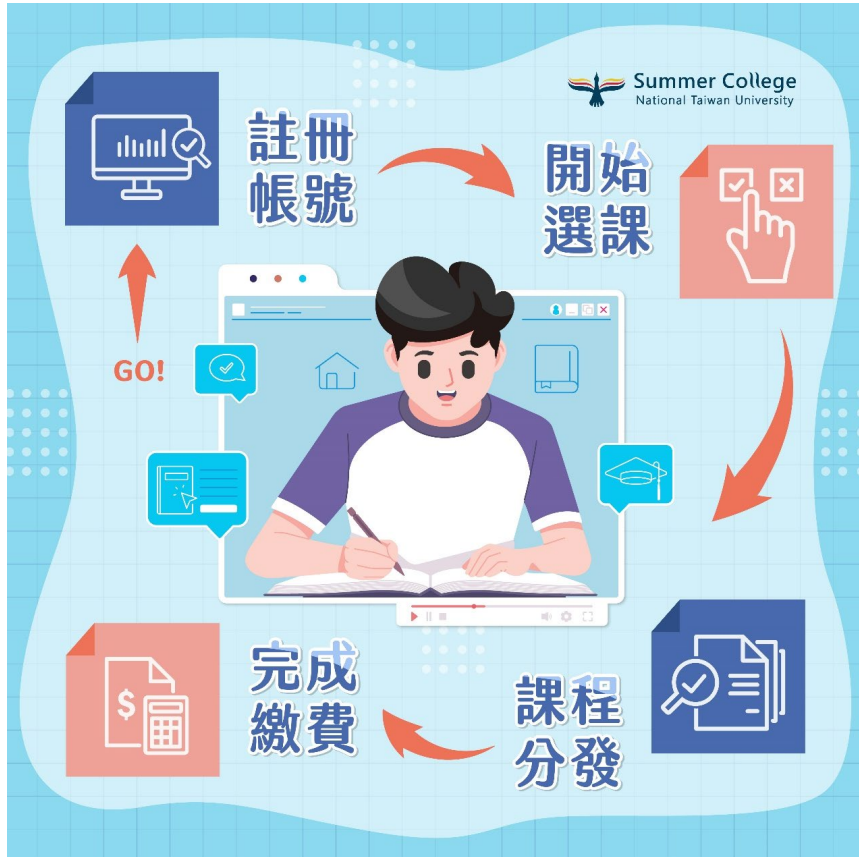 Summer College
National Taiwan University
註冊
帳號
開始
選課
GO!
課程
分發
完成
繳費
$